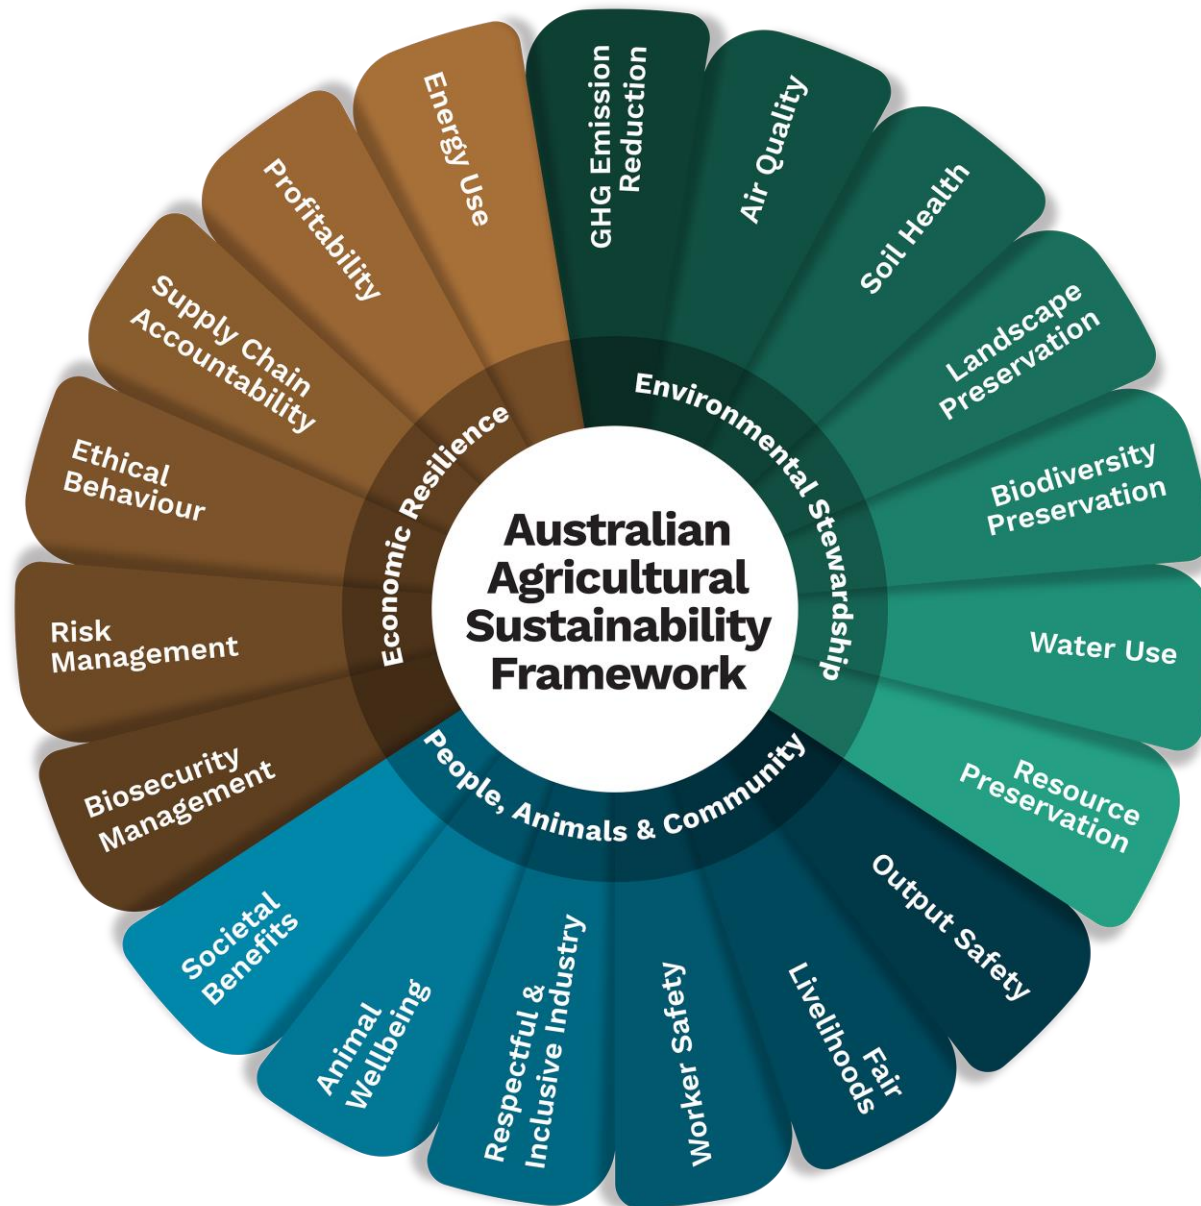 Australian
Agricultural
Sustainability
Framework
Environmental Stewardship
GHG Emission
Reduction
Air Quality
Soil Health
Landscape
Preservation
Biodiversity
Preservation
Water Use
Resource
Preservation
People, Animals & Community
Output Safety
Fair
Livelihoods
Worker Safety
Respectful &
Inclusive Industry
Animal
Wellbeing
Societal
Benefits
Economic Resilience
Biosecurity
Management
Risk
Management
Ethical
Behaviour
Supply Chain
Accountability
Profitability
Energy Use